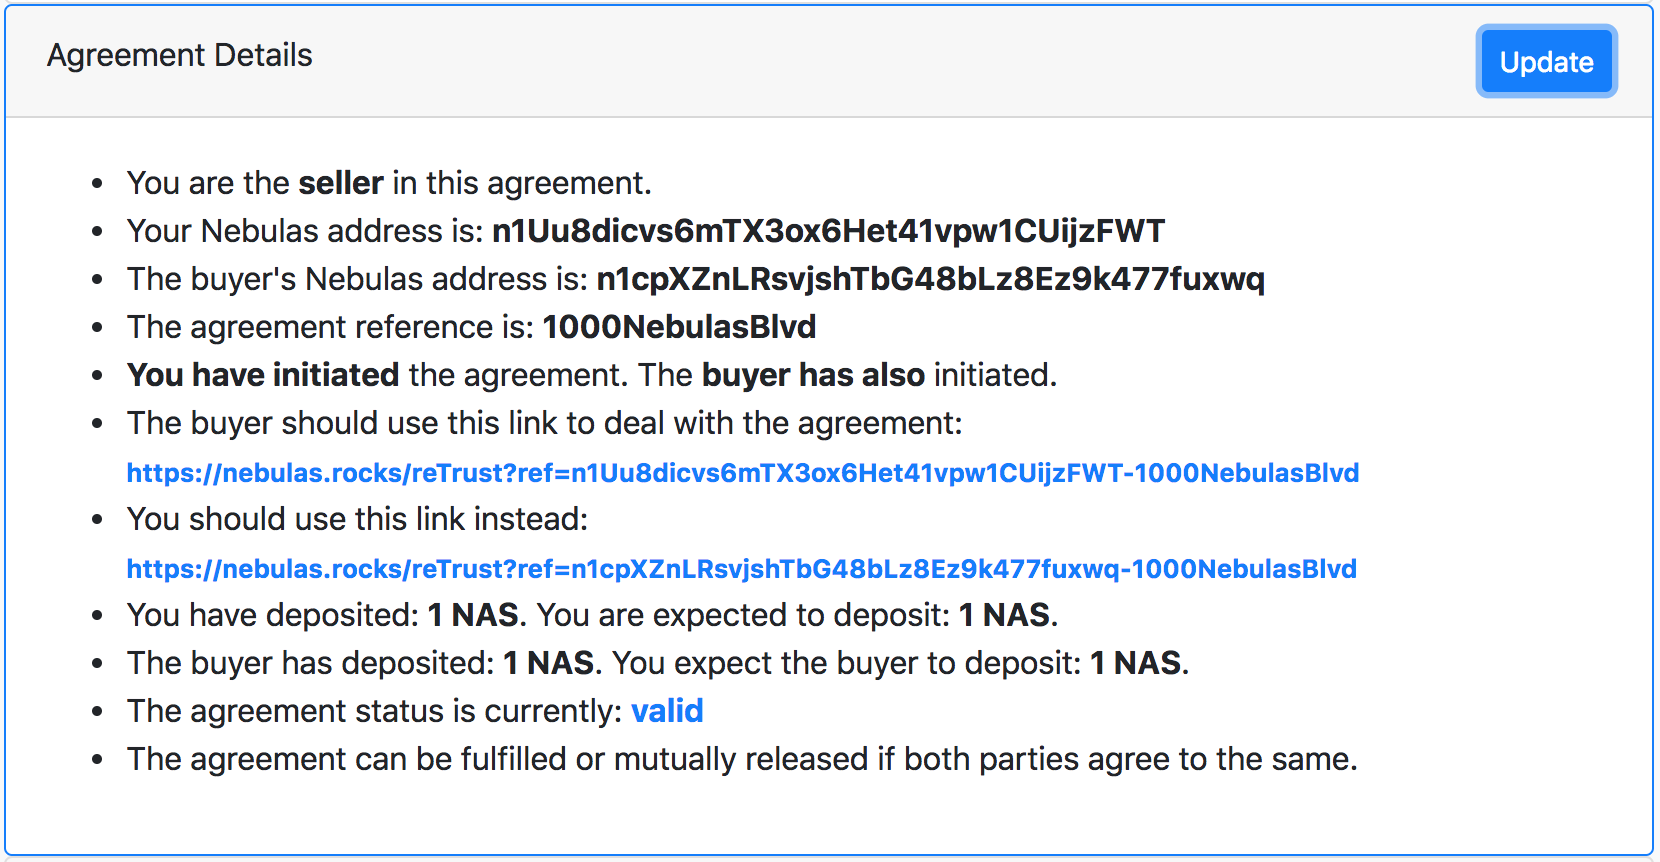 Agreement Details
Update
You are the seller in this agreement.
Your Nebulas address is: n1Uu8dicvs6mTX3ox6Het41vpw1CUijzFWT
The buyer's Nebulas address is: n1cpXZnLRsvjshTbG48bLz8Ez9k477fuxwq
The agreement reference is: 1000NebulasBlvd
You have initiated the agreement. The buyer has also initiated.
The buyer should use this link to deal with the agreement:
https://nebulas.rocks/reTrust?ref=n1Uu8dicvs6mTX3ox6Het41vpw1CUijzFWT-1000NebulasBlvd
You should use this link instead:
https://nebulas.rocks/reTrust?ref=n1cpXZnLRsvjshTbG48bLz8Ez9k477fuxwq-1000NebulasBlvd
You have deposited: 1 NAS. You are expected to deposit: 1 NAS.
The buyer has deposited: 1 NAS. You expect the buyer to deposit: 1 NAS.
The agreement status is currently: valid
The agreement can be fulfilled or mutually released if both parties agree to the same.